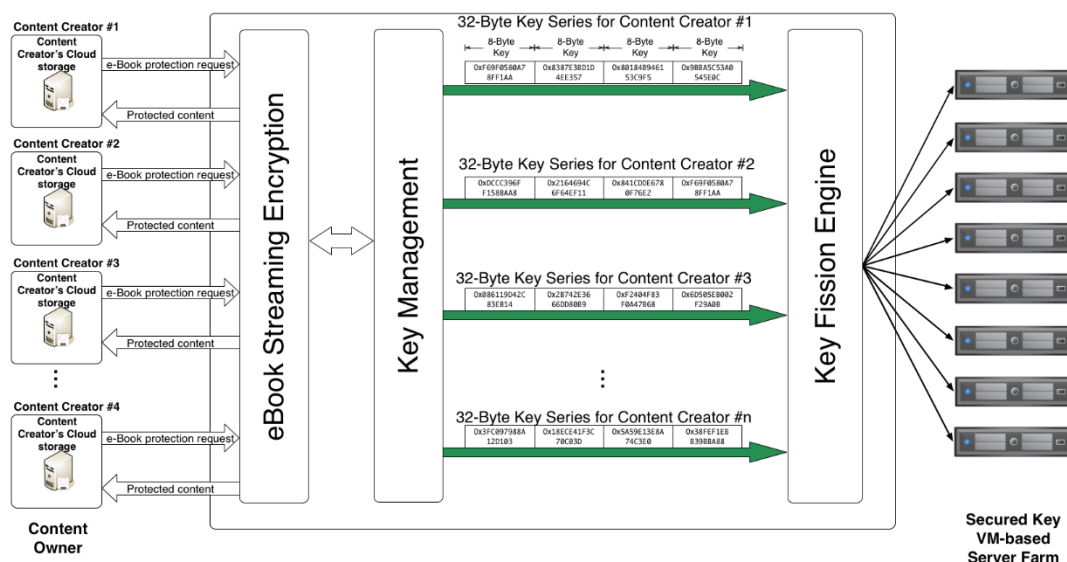 Content Creator #1
Content
Creator's Cloud
storage
e-Book protection request
Protected content
Content Creator #2
Content
Creator's Cloud
storage
e-Book protection request
Protected content
Content Creator #3
Content
Creator's Cloud
storage
e-Book protection request
Protected content
Content Creator #4
Content
Creator's Cloud
storage
e-Book protection request
Protected content
Content
Owner
eBook Streaming Encryption
Key Management
32-Byte Key Series for Content Creator #1
8-Byte
Key
8-Byte
Key
8-Byte
Key
8-Byte
Key
0xF69F0580A7
8FF1AA
0x8387E3BD1D
4EE357
0x8018489461
53C9F5
0x9BBA5C53A0
545E0C
32-Byte Key Series for Content Creator #2
0xDCCC396F
F158BAA8
0x2164694C
6F64EF11
0x841CDDE678
0F76E2
0xF69F0580A7
8FF1AA
32-Byte Key Series for Content Creator #3
0x086119D42C
83EB14
0x2B742E36
66DD80B9
0xF2404F83
F0A47B68
0x6D505EB002
F29A0B
⋮
32-Byte Key Series for Content Creator #n
0x3FC097988A
12D103
0x18ECE41F3C
70C03D
0x5A59E13E8A
74C3E0
0x38FEF1EB
B398BA88
Key Fission Engine
Secured Key
VM-based
Server Farm